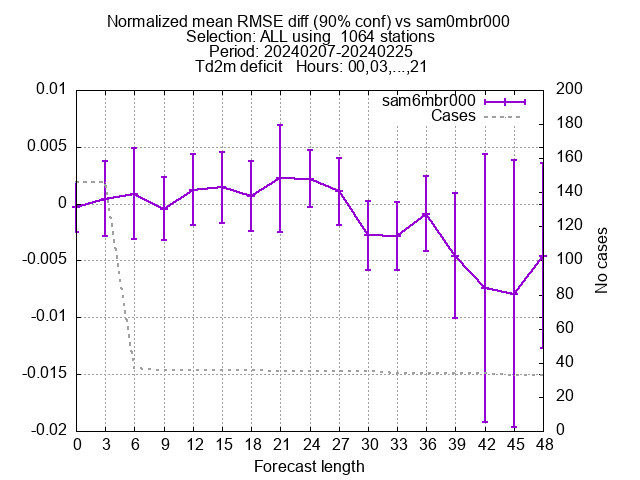 Normalized mean RMSE diff (90% conf) vs sam0mbr000
Selection: ALL using  1064 stations
Period: 20240207-20240225
Td2m deficit   Hours: 00,03,...,21
sam6mbr000
Cases
0.01
0.005
0
-0.005
-0.01
-0.015
-0.02
200
180
160
140
120
100
80
60
40
20
0
No cases
0 3 6 9 12 15 18 21 24 27 30 33 36 39 42 45 48
Forecast length